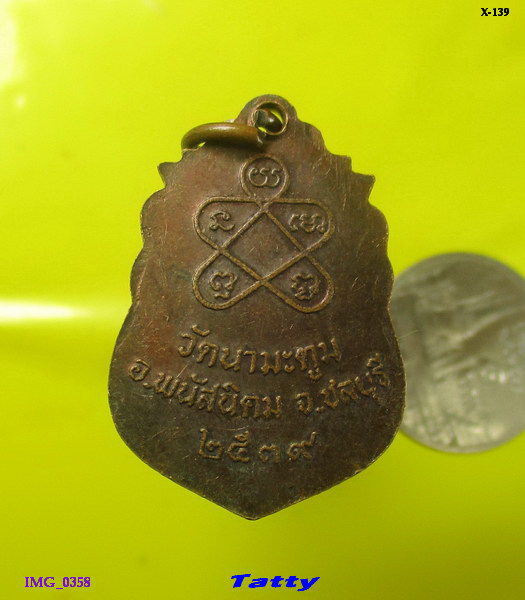 X-139
วัดนามะตูม
อ.พนัสนิคม จ.ชลบุรี
๒๕๓๙
IMG_0358
Tatty